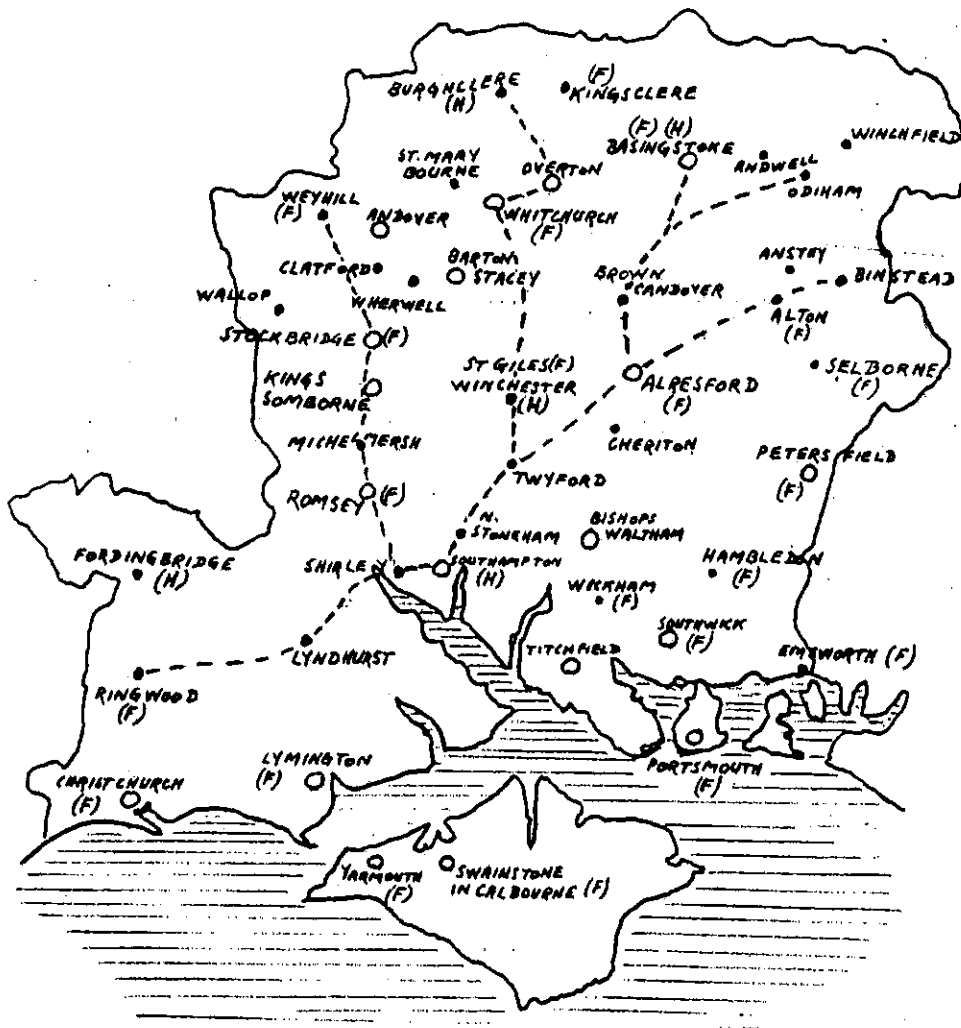 (F)
KINGSCLERE
BURGHCLERE
(H)
(F) (H)
BASINGSTOKE
WINCHFIELD
ANDWELL
ODIHAM
ST. MARY
BOURNE
OVERTON
WEYHILL
(F)
ANDOVER
WHITCHURCH
(F)
CLATFORD
BARTON
STACEY
WHERWELL
WALLOP
BROWN
CANDOVER
ANSTEY
BINSTEAD
ALTON
(F)
STOCKBRIDGE (F)
KINGS
SOMBORNE
ST GILES (F)
WINCHESTER
(H)
ALRESFORD
(F)
SELBORNE
(F)
MICHELMERSH
CHERITON
TWYFORD
PETERSFIELD
(F)
ROMSEY (F)
N.
STONEHAM
BISHOPS
WALTHAM
FORDINGBRIDGE
(H)
SHIRLEY
SOUTHAMPTON
(H)
HAMBLEDON
(F)
WICKHAM
(F)
SOUTHWICK
(F)
LYNDHURST
TITCHFIELD
EMSWORTH (F)
RINGWOOD
(F)
LYMINGTON
(F)
PORTSMOUTH
(F)
CHRISTCHURCH
(F)
YARMOUTH
(F)
SWAINSTONE
IN CALBOURNE (F)